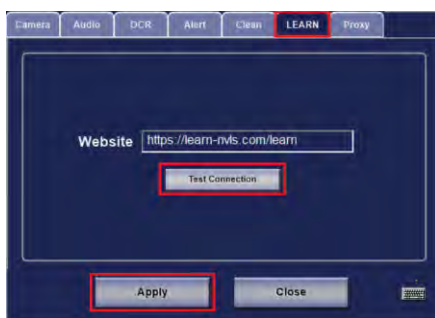 Camera Audio DCR Alert Clean LEARN Proxy
Website https://learn-nvls.com/learn
Test Connection
Apply Close